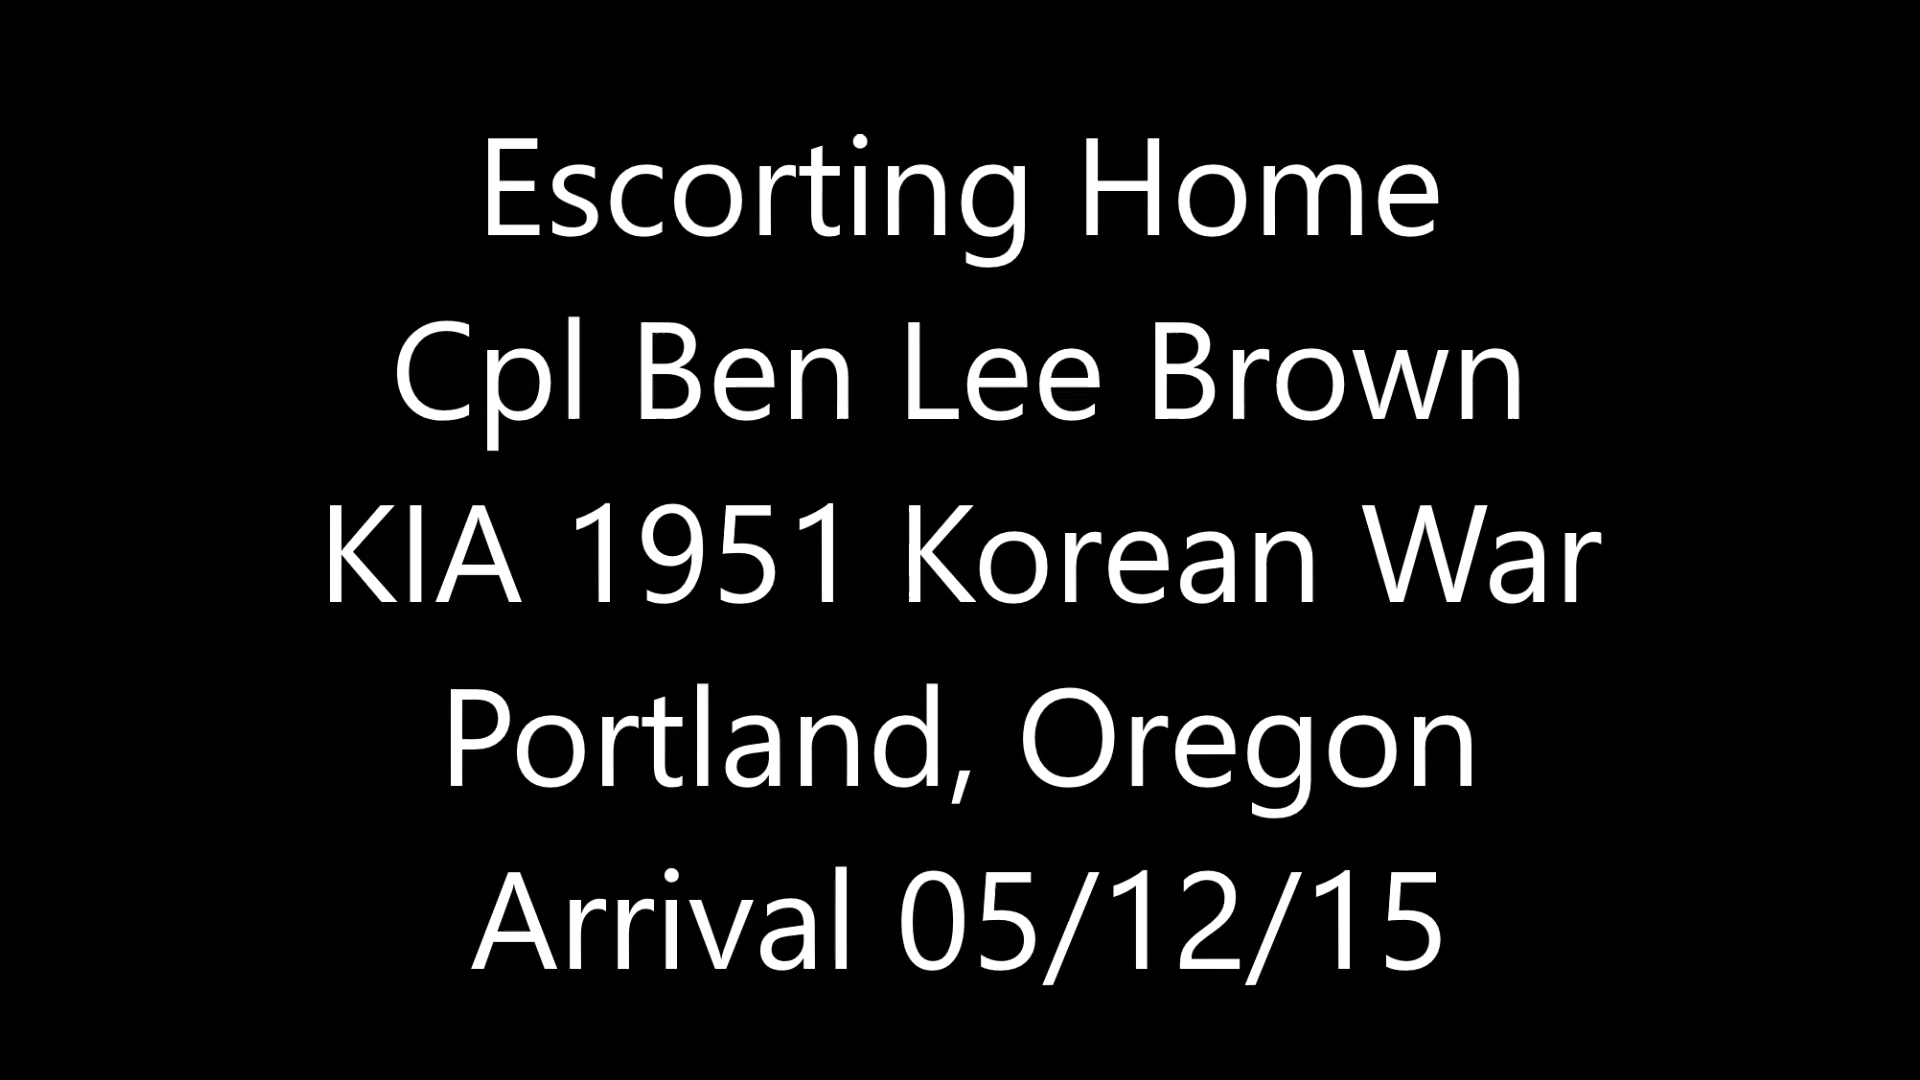 Escorting Home
Cpl Ben Lee Brown
KIA 1951 Korean War
Portland, Oregon
Arrival 05/12/15